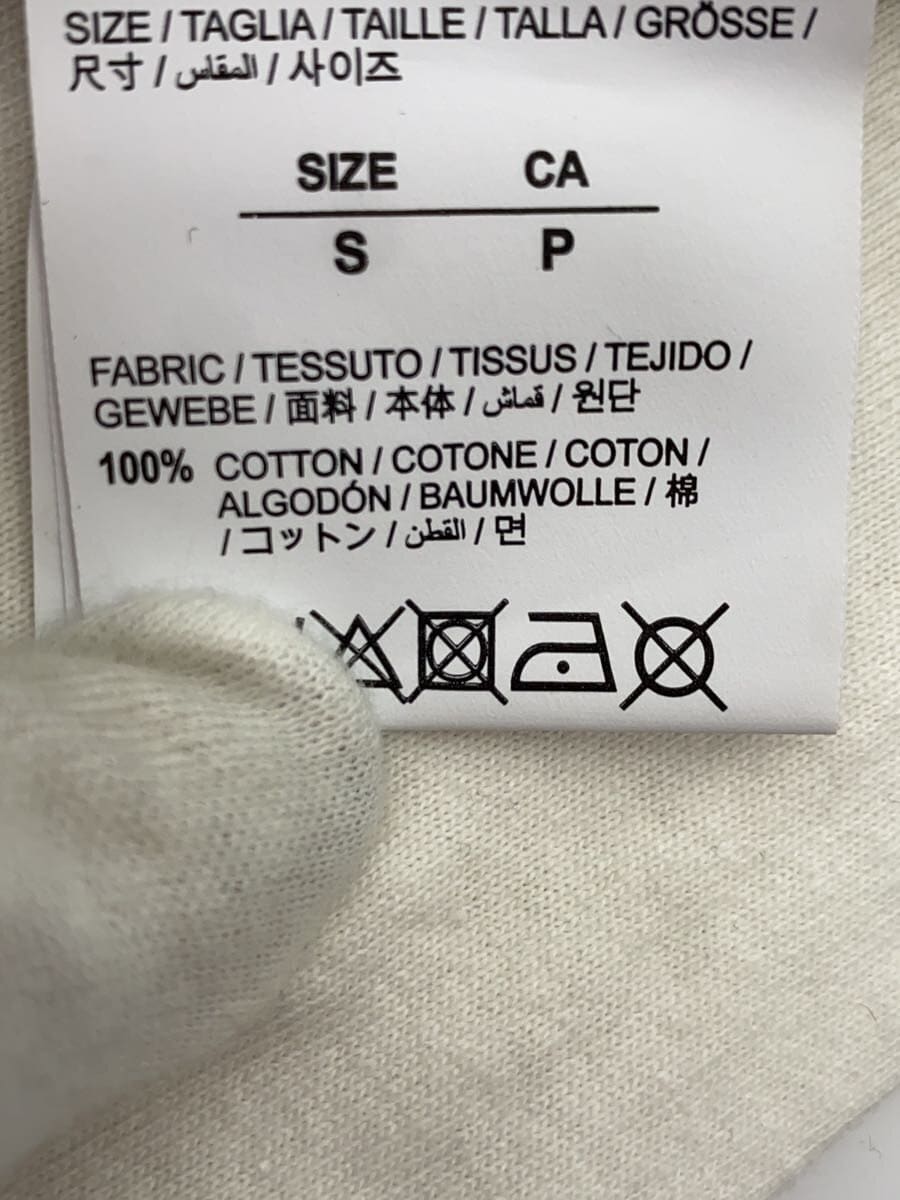 SIZE / TAGLIA / TAILLE / TALLA / GRÖSSE /
尺寸 / المقاس / 사이즈
SIZE CA
S P
FABRIC / TESSUTO / TISSUS / TEJIDO /
GEWEBE / 面料 / 本体 / قماش / 원단
100% COTTON / COTONE / COTON /
ALGODÓN / BAUMWOLLE / 棉
/ コットン / القطن / 면